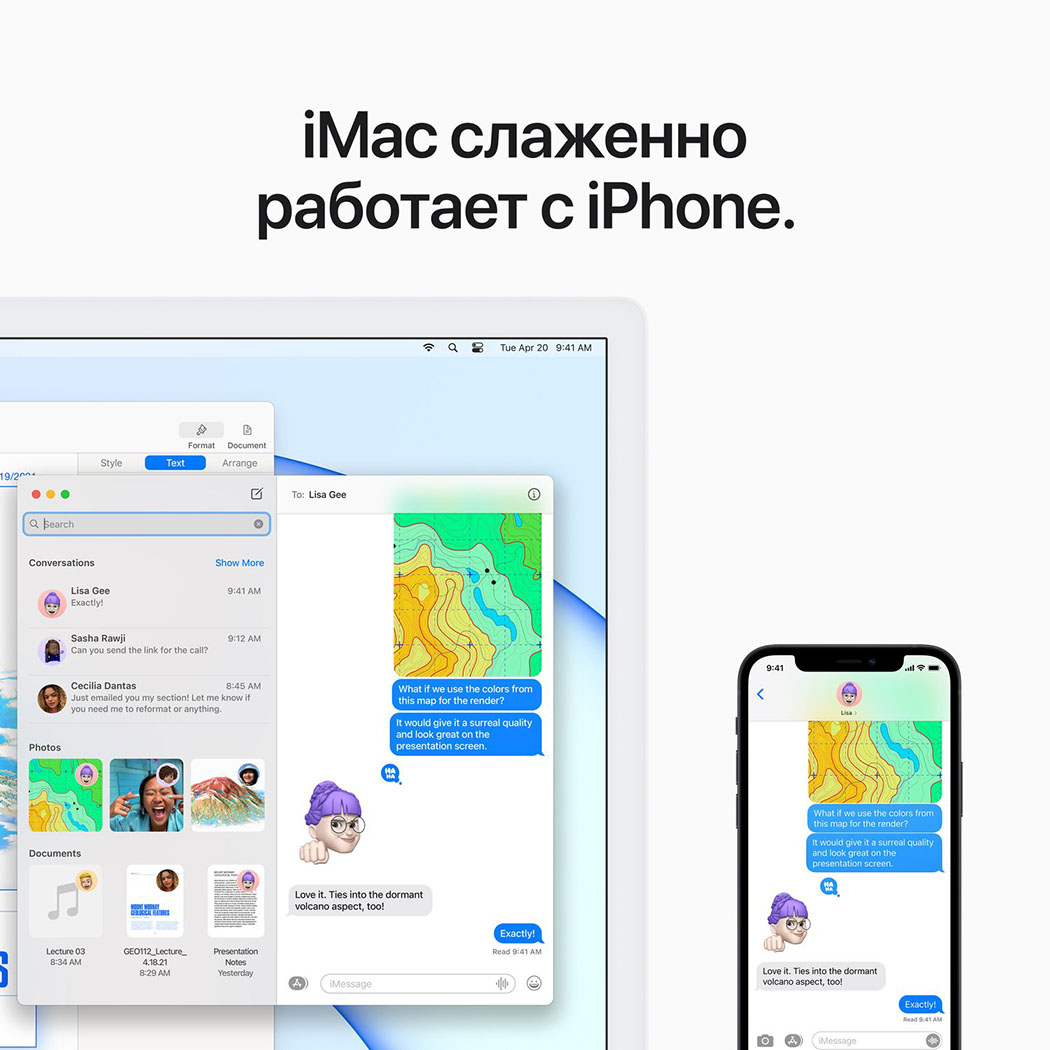 iMac слаженно
работает с iPhone.
Tue Apr 20 9:41 AM
Format Document
Style Text Arrange
To: Lisa Gee
Search
Conversations Show More
Lisa Gee 9:41 AM
Exactly!
Sasha Rawji 9:12 AM
Can you send the link for the call?
Cecilia Dantas 8:45 AM
Just emailed you my section! Let me know if
you need me to reformat or anything.
Photos
Documents
MOUNT MORNAY
GEOLOGICAL FEATURES
Lecture 03
8:34 AM
GEO112_Lecture_
4.18.21
8:29 AM
Presentation
Notes
Yesterday
What if we use the colors from
this map for the render?
It would give it a surreal quality
and look great on the
presentation screen.
HA
HA
Love it. Ties into the dormant
volcano aspect, too!
Exactly!
Read 9:41 AM
iMessage
9:41
Lisa
What if we use the colors from
this map for the render?
It would give it a surreal quality
and look great on the
presentation screen.
HA
HA
Love it. Ties into the dormant
volcano aspect, too!
Exactly!
Read 9:41 AM
iMessage